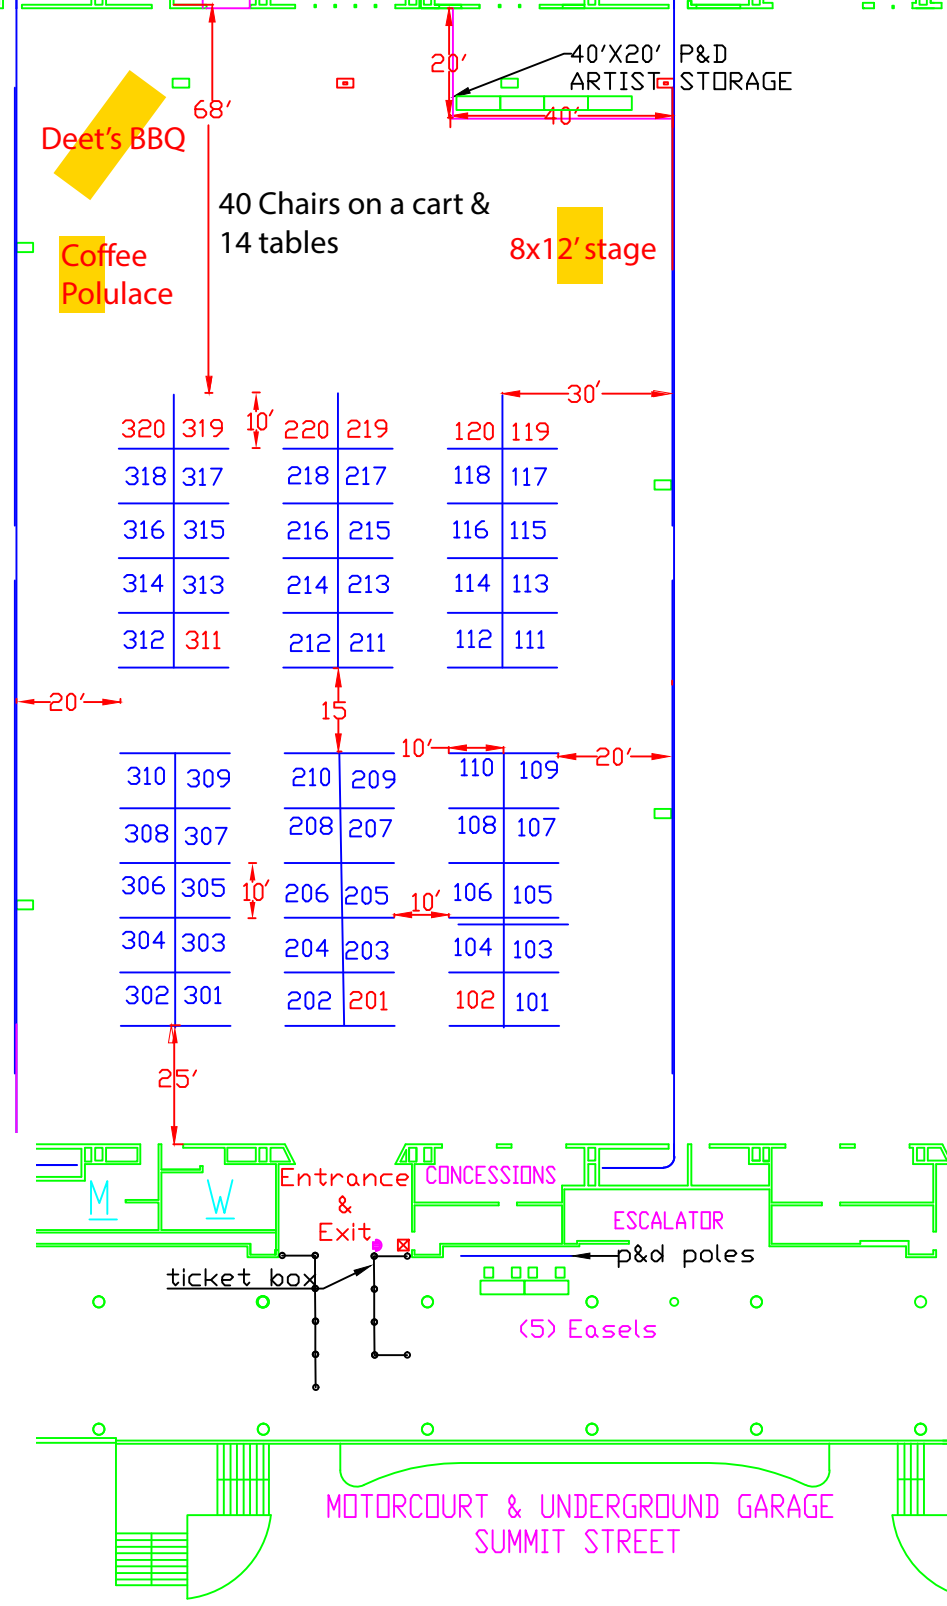 40'X20' P&D
ARTIST STORAGE
20'
68'
40'
Deet's BBQ
40 Chairs on a cart &
14 tables
Coffee
Polulace
8x12' stage
30'
10'
320 319 220 219 120 119
318 317 218 217 118 117
316 315 216 215 116 115
314 313 214 213 114 113
312 311 212 211 112 111
20'
15
10'
20'
310 309 210 209 110 109
308 307 208 207 108 107
306 305 10' 206 205 10' 106 105
304 303 204 203 104 103
302 301 202 201 102 101
25'
M
W
Entrance
&
Exit
CONCESSIONS
ESCALATOR
p&d poles
ticket box
(5) Easels
MOTORCOURT & UNDERGROUND GARAGE
SUMMIT STREET